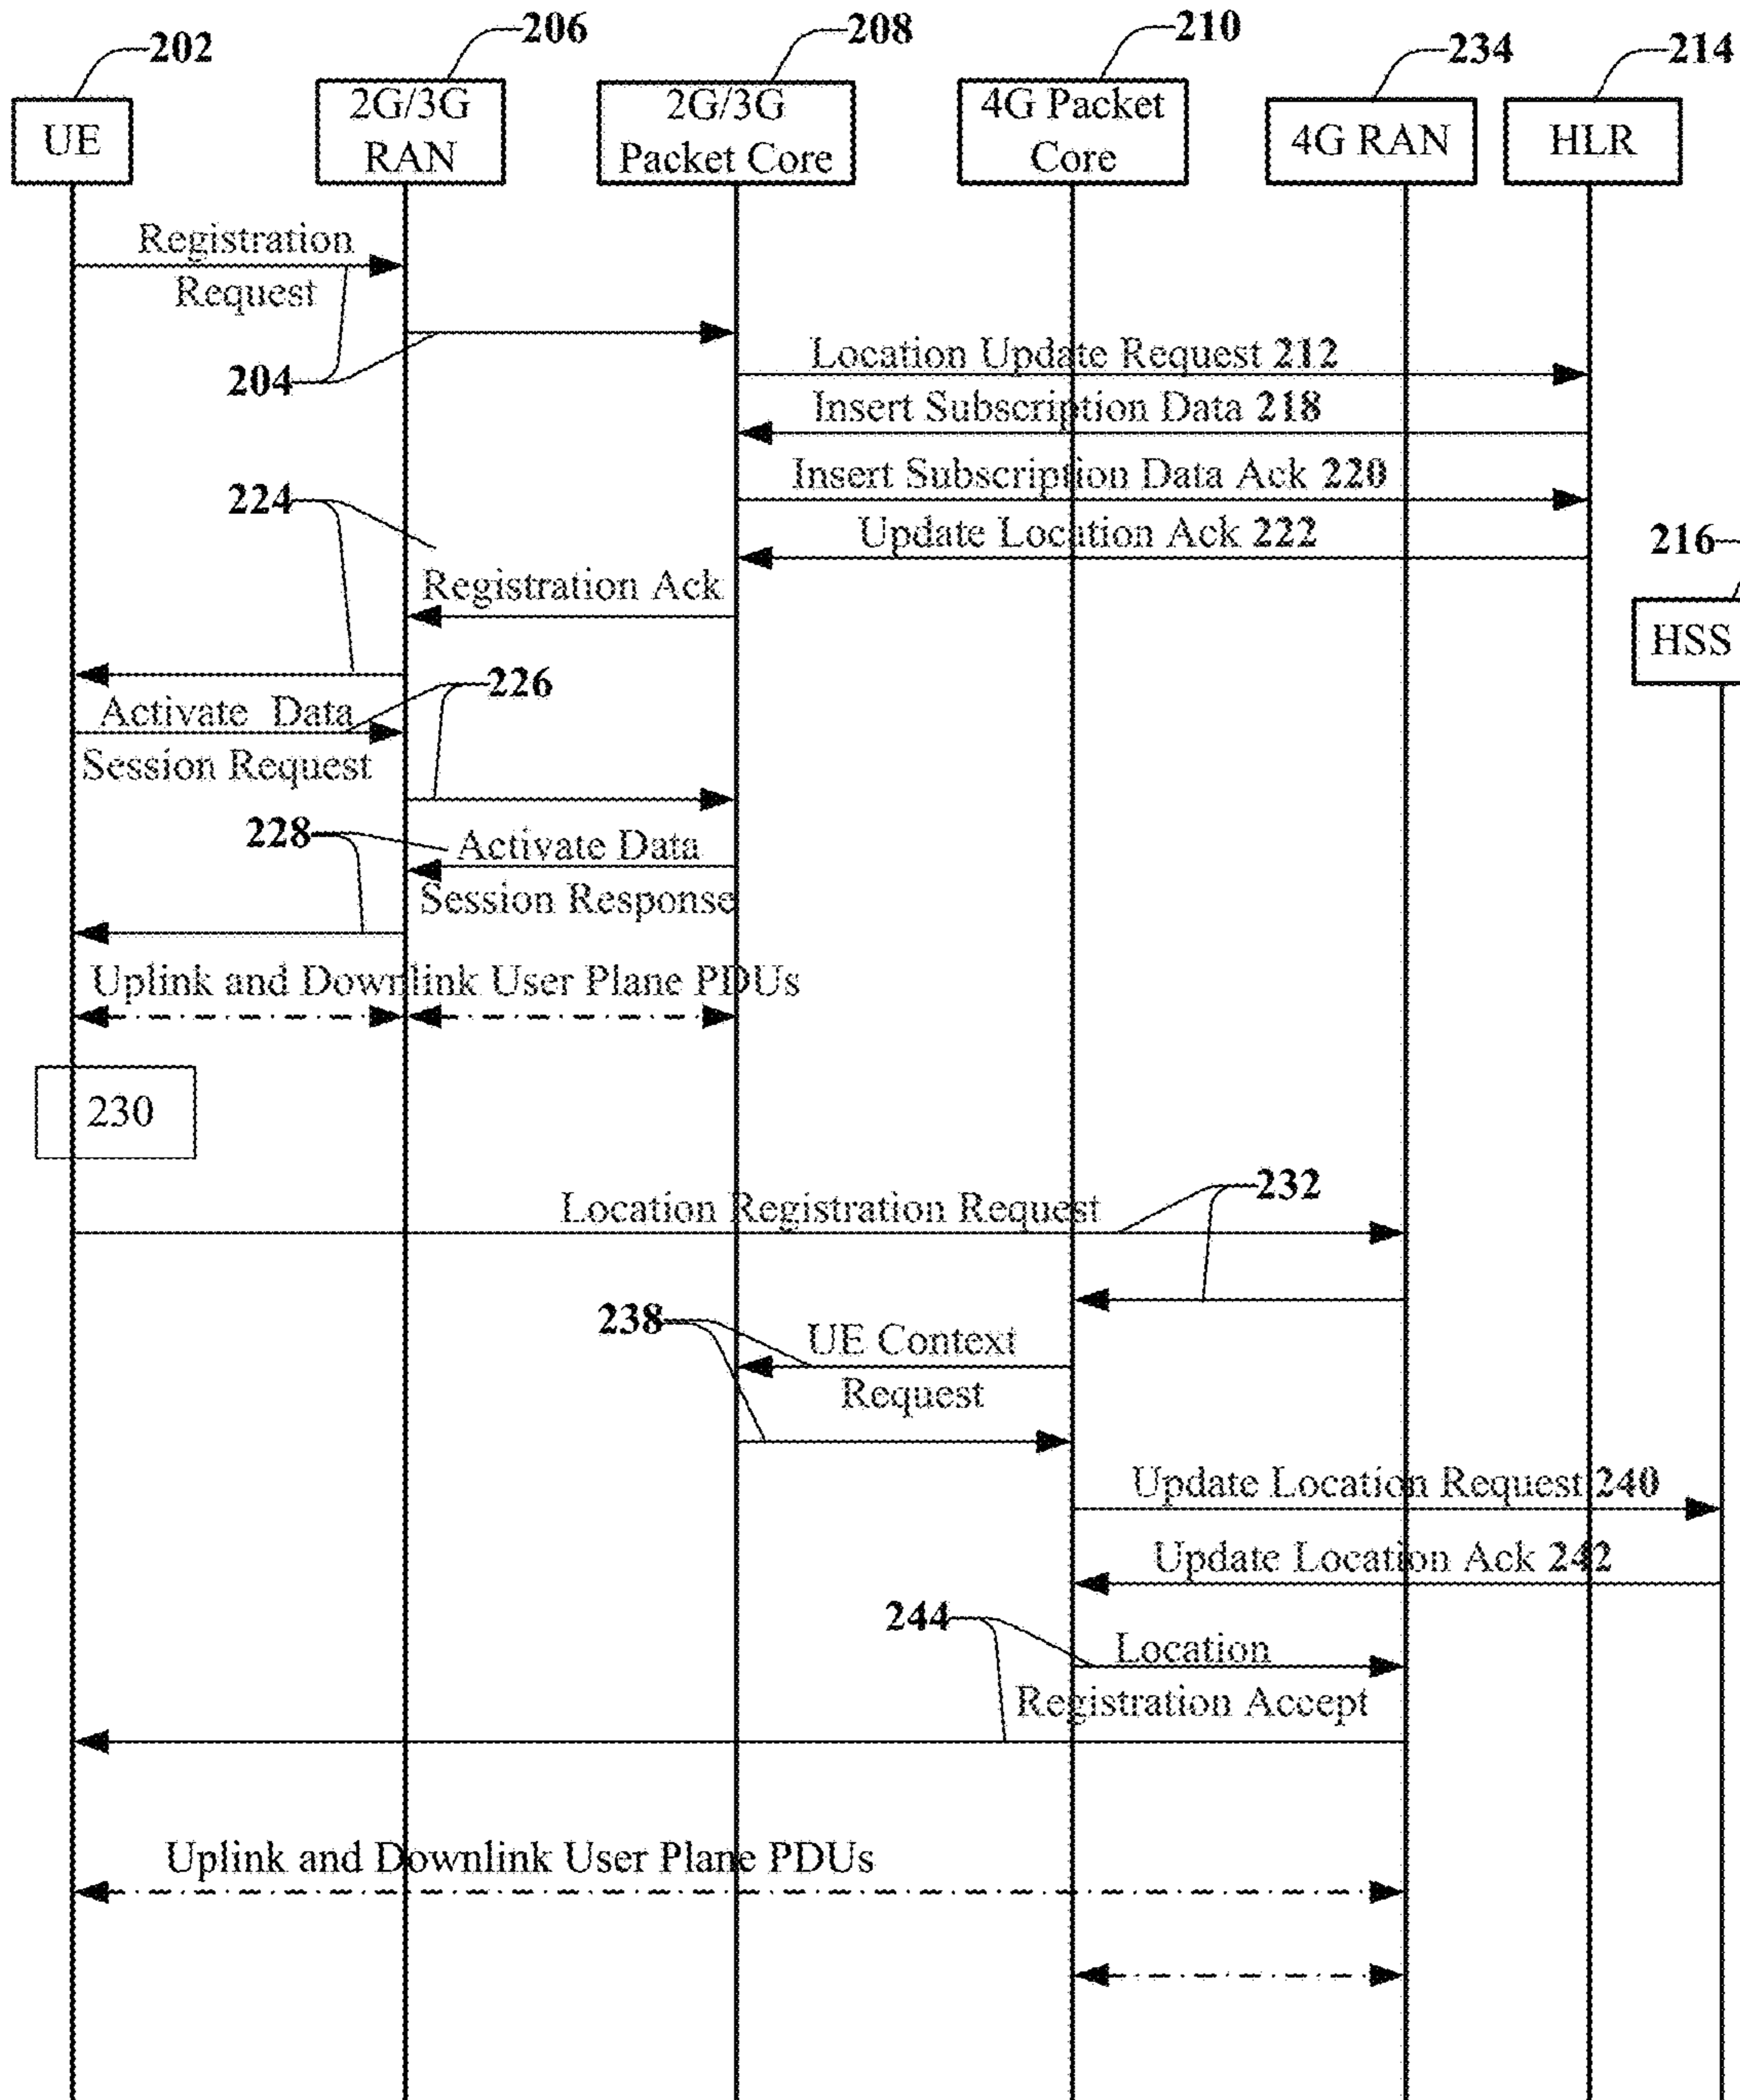 202
206
208
210
234
214
UE
2G/3G
RAN
2G/3G
Packet Core
4G Packet
Core
4G RAN
HLR
Registration
Request
204
Location Update Request 212
Insert Subscription Data 218
Insert Subscription Data Ack 220
224
Update Location Ack 222
216
Registration Ack
HSS
226
Activate Data
Session Request
228
Activate Data
Session Response
Uplink and Downlink User Plane PDUs
230
232
Location Registration Request
238
UE Context
Request
Update Location Request 240
Update Location Ack 242
244
Location
Registration Accept
Uplink and Downlink User Plane PDUs